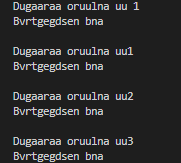 Dugaaraa oruulna uu 1
Bvrtgegdsen bna
Dugaaraa oruulna uu1
Bvrtgegdsen bna
Dugaaraa oruulna uu2
Bvrtgegdsen bna
Dugaaraa oruulna uu3
Bvrtgegdsen bna